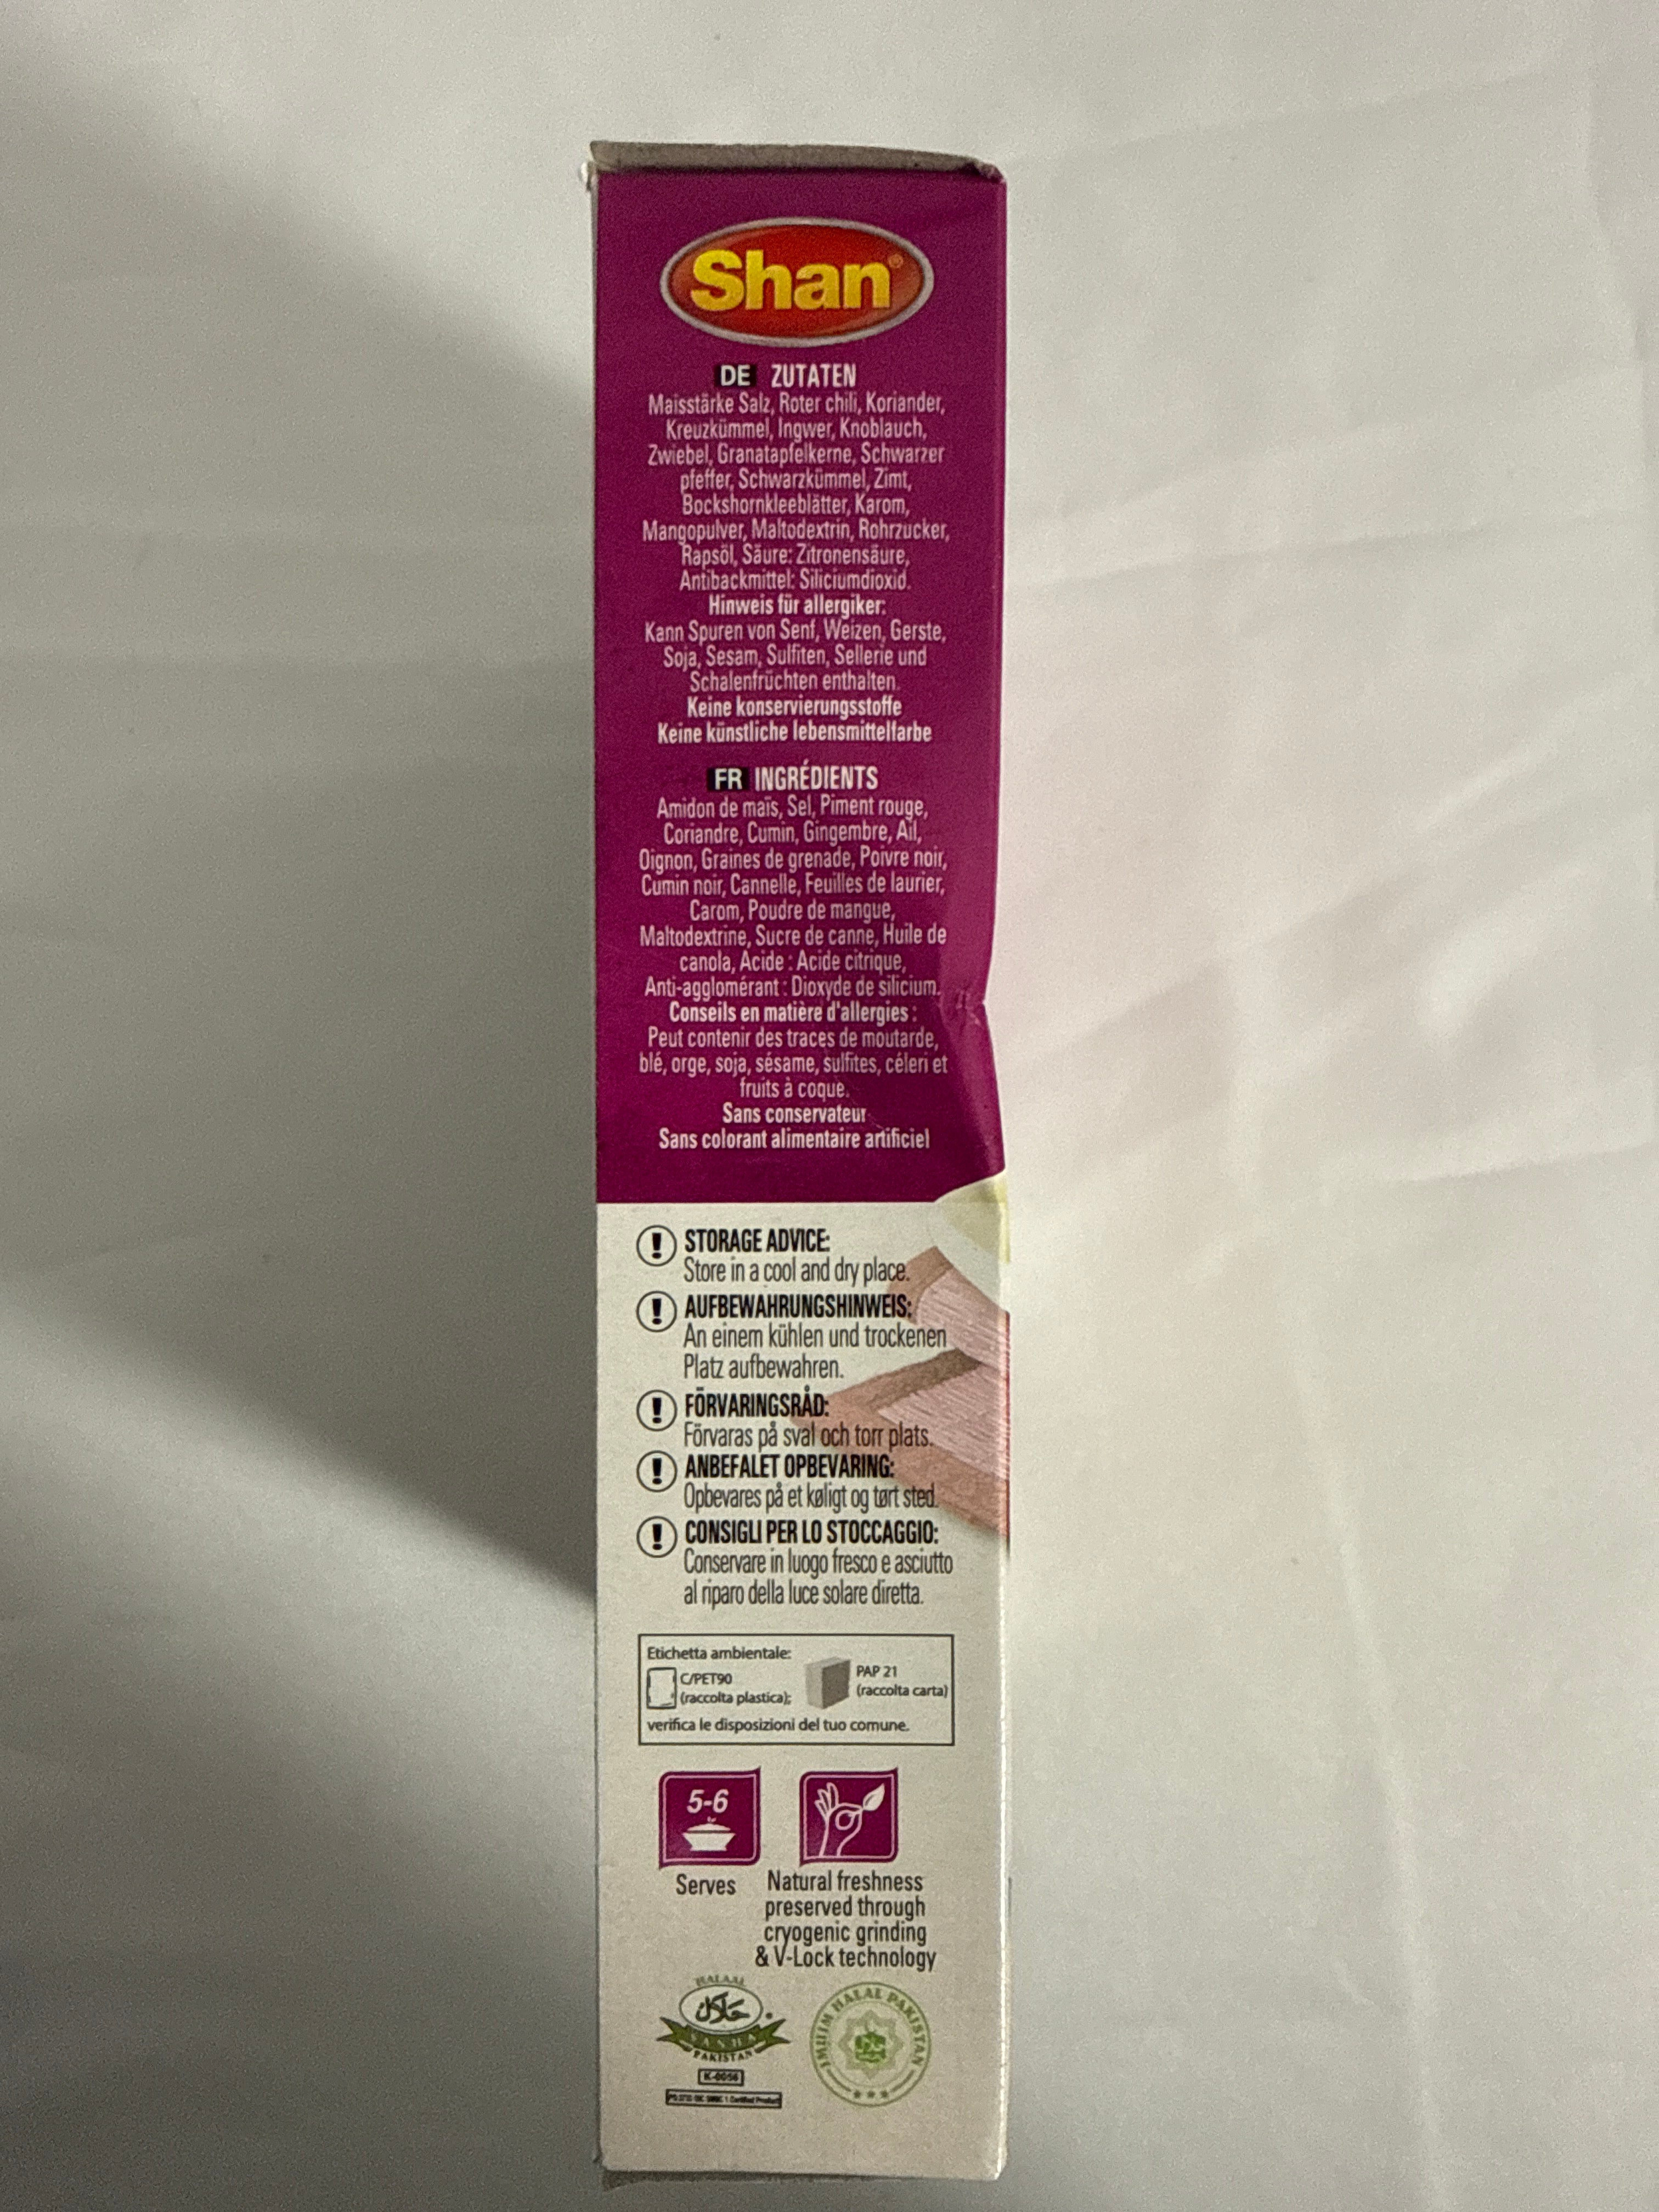 Shan®
DE ZUTATEN
Maisstärke Salz, Roter chili, Koriander,
Kreuzkümmel, Ingwer, Knoblauch,
Zwiebel, Granatapfelkerne, Schwarzer
pfeffer, Schwarzkümmel, Zimt,
Bockshornkleeblätter, Karom,
Mangopulver, Maltodextrin, Rohrzucker,
Rapsöl, Säure: Zitronensäure,
Antibackmittel: Siliciumdioxid.
Hinweis für allergiker:
Kann Spuren von Senf, Weizen, Gerste,
Soja, Sesam, Sulfiten, Sellerie und
Schalenfrüchten enthalten.
Keine konservierungsstoffe
Keine künstliche lebensmittelfarbe
FR INGRÉDIENTS
Amidon de maïs, Sel, Piment rouge,
Coriandre, Cumin, Gingembre, Ail,
Oignon, Graines de grenade, Poivre noir,
Cumin noir, Cannelle, Feuilles de laurier,
Carom, Poudre de mangue,
Maltodextrine, Sucre de canne, Huile de
canola, Acide : Acide citrique,
Anti-agglomérant : Dioxyde de silicium.
Conseils en matière d'allergies :
Peut contenir des traces de moutarde,
blé, orge, soja, sésame, sulfites, céleri et
fruits à coque.
Sans conservateur
Sans colorant alimentaire artificiel
! STORAGE ADVICE:
Store in a cool and dry place.
! AUFBEWAHRUNGSHINWEIS:
An einem kühlen und trockenen
Platz aufbewahren.
! FÖRVARINGSRÅD:
Förvaras på sval och torr plats.
! ANBEFALET OPBEVARING:
Opbevares på et køligt og tørt sted.
! CONSIGLI PER LO STOCCAGGIO:
Conservare in luogo fresco e asciutto
al riparo della luce solare diretta.
Etichetta ambientale:
C/PET90
(raccolta plastica);
PAP 21
(raccolta carta)
verifica le disposizioni del tuo comune.
5-6
Serves
Natural freshness
preserved through
cryogenic grinding
& V-Lock technology
HALAAL
حلال
SANHA
PAKISTAN
K-0056
IMUIM HALAL PAKISTAN